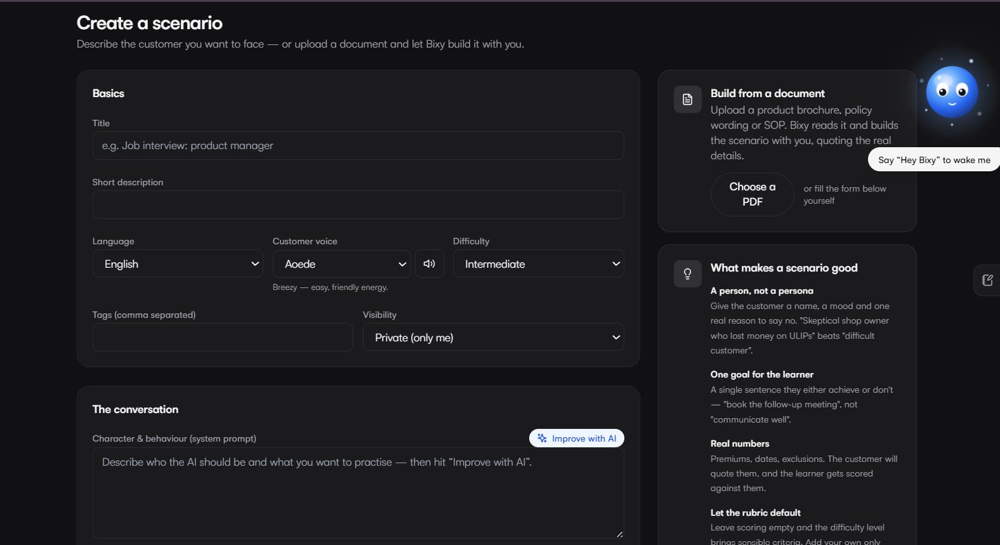 Create a scenario
Describe the customer you want to face — or upload a document and let Bixy build it with you.
Basics
Title
e.g. Job interview: product manager
Short description
Language
Customer voice
Difficulty
English
Aoede
Intermediate
Breezy — easy, friendly energy.
Tags (comma separated)
Visibility
Private (only me)
The conversation
Character & behaviour (system prompt)
Improve with AI
Describe who the AI should be and what you want to practise — then hit “Improve with AI”.
Build from a document
Upload a product brochure, policy
wording or SOP. Bixy reads it and builds
the scenario with you, quoting the real
details.
Say “Hey Bixy” to wake me
Choose a
PDF
or fill the form below
yourself
What makes a scenario good
A person, not a persona
Give the customer a name, a mood and one
real reason to say no. "Skeptical shop owner
who lost money on ULIPs" beats "difficult
customer".
One goal for the learner
A single sentence they either achieve or don't
— "book the follow-up meeting", not
"communicate well".
Real numbers
Premiums, dates, exclusions. The customer will
quote them, and the learner gets scored
against them.
Let the rubric default
Leave scoring empty and the difficulty level
brings sensible criteria. Add your own only